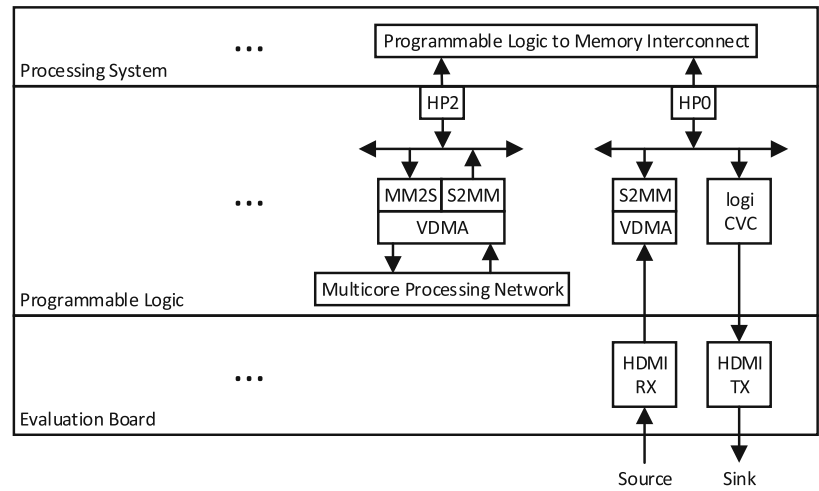 Programmable Logic to Memory Interconnect
...
Processing System
HP2
HP0
MM2S
S2MM
VDMA
S2MM
VDMA
logi
CVC
...
Multicore Processing Network
Programmable Logic
HDMI
RX
HDMI
TX
...
Evaluation Board
Source
Sink